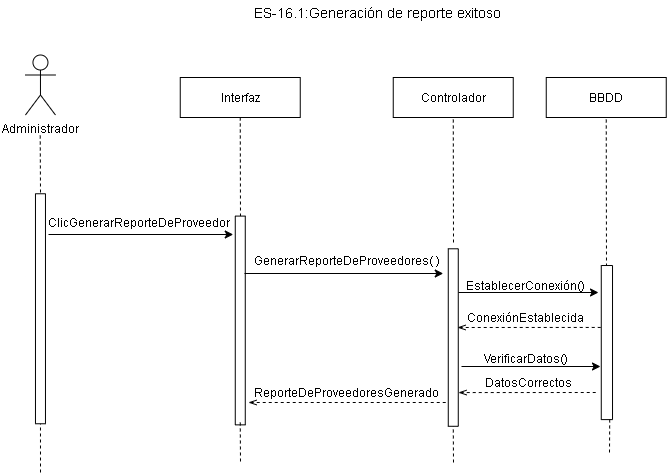 ES-16.1:Generación de reporte exitoso
Administrador
Interfaz
Controlador
BBDD
ClicGenerarReporteDeProveedor
GenerarReporteDeProveedores()
EstablecerConexión()
ConexiónEstablecida
VerificarDatos()
DatosCorrectos
ReporteDeProveedoresGenerado